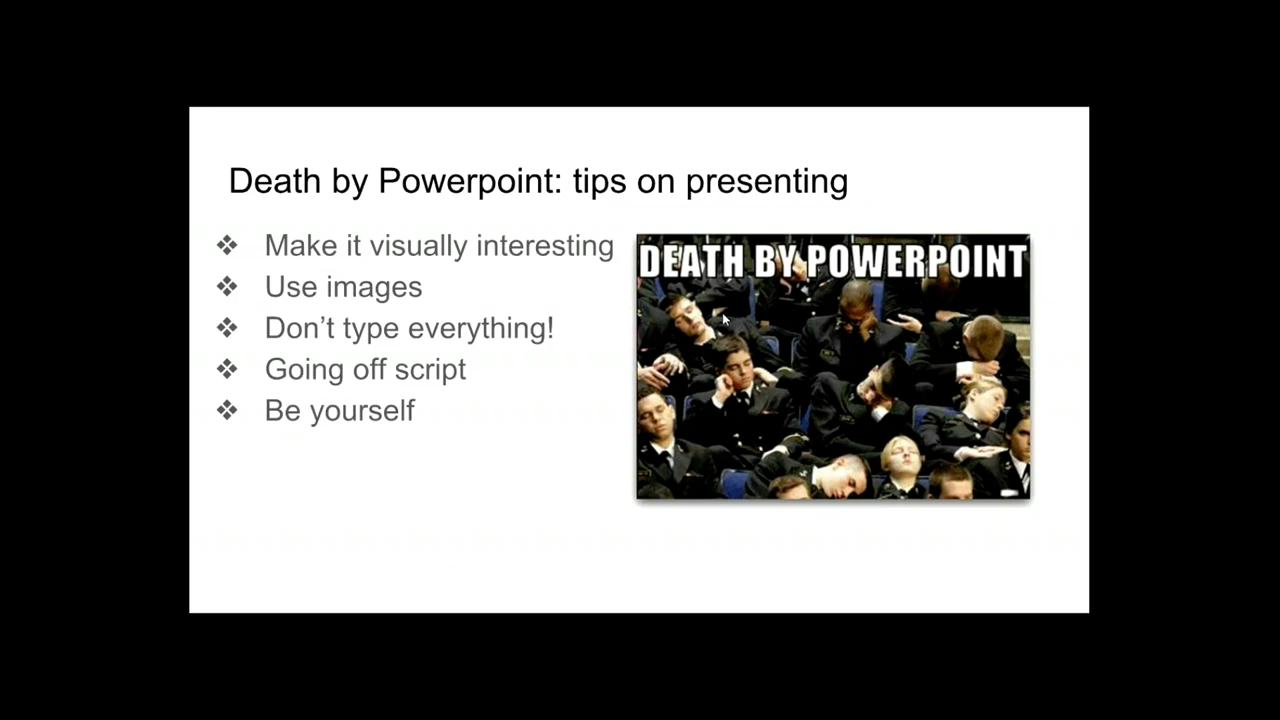 Death by Powerpoint: tips on presenting
❖ Make it visually interesting
❖ Use images
❖ Don’t type everything!
❖ Going off script
❖ Be yourself
DEATH BY POWERPOINT